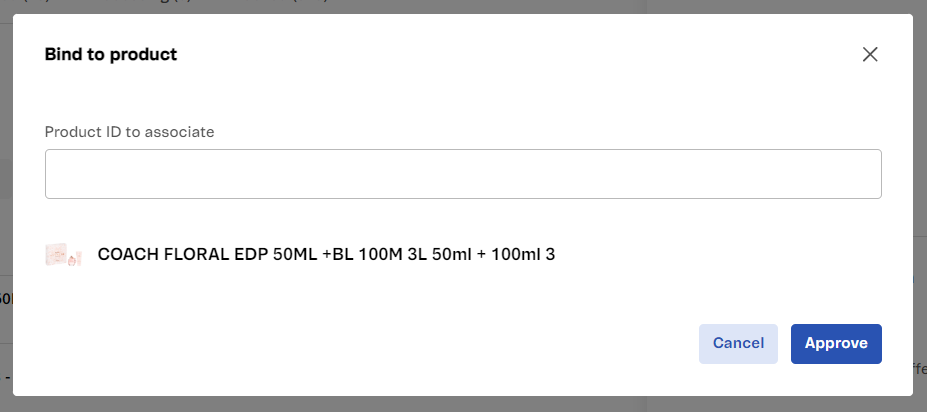 Bind to product
Product ID to associate
COACH FLORAL EDP 50ML +BL 100M 3L 50ml + 100ml 3
Cancel
Approve